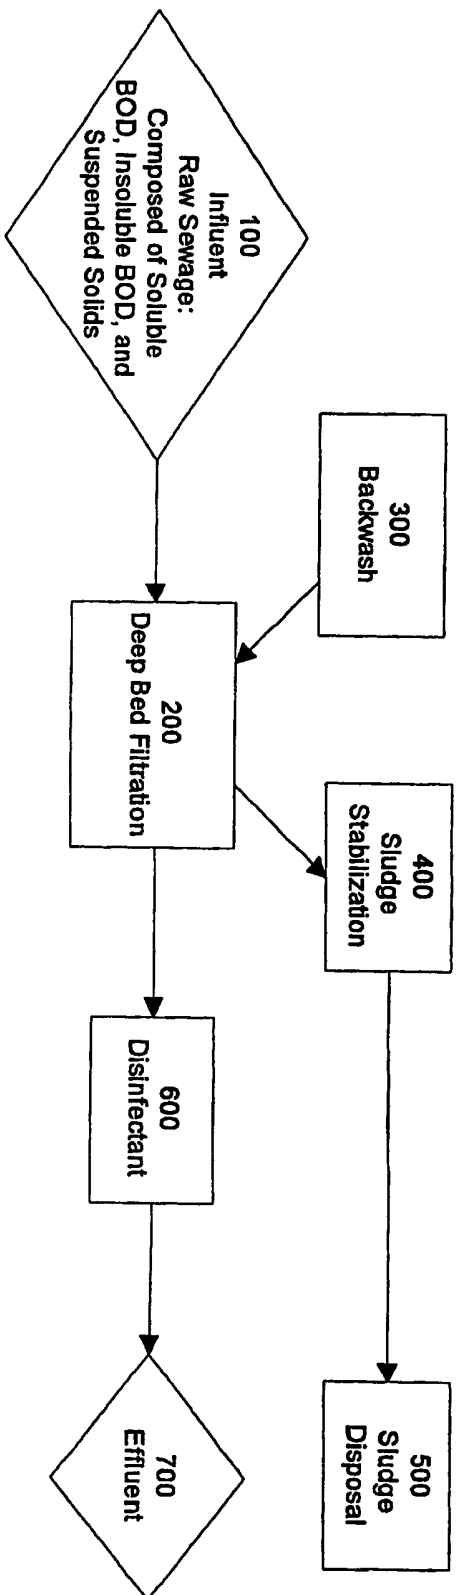 100
Influent
Raw Sewage:
Composed of Soluble
BOD, Insoluble BOD, and
Suspended Solids
300
Backwash
200
Deep Bed Filtration
400
Sludge
Stabilization
500
Sludge
Disposal
600
Disinfectant
700
Effluent